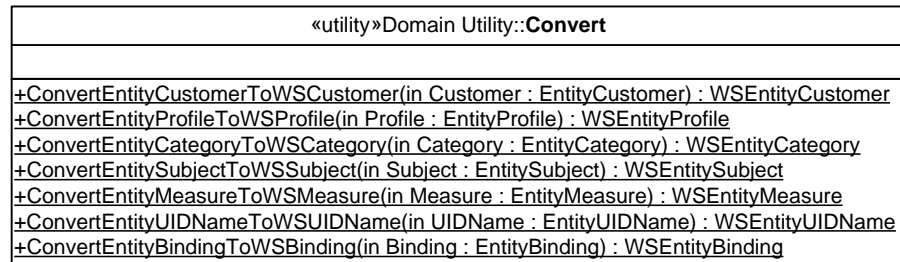 «utility»Domain Utility::Convert
+ConvertEntityCustomerToWSCustomer(in Customer : EntityCustomer) : WSEntityCustomer
+ConvertEntityProfileToWSProfile(in Profile : EntityProfile) : WSEntityProfile
+ConvertEntityCategoryToWSCategory(in Category : EntityCategory) : WSEntityCategory
+ConvertEntitySubjectToWSSubject(in Subject : EntitySubject) : WSEntitySubject
+ConvertEntityMeasureToWSMeasure(in Measure : EntityMeasure) : WSEntityMeasure
+ConvertEntityUIDNameToWSUIDName(in UIDName : EntityUIDName) : WSEntityUIDName
+ConvertEntityBindingToWSBinding(in Binding : EntityBinding) : WSEntityBinding